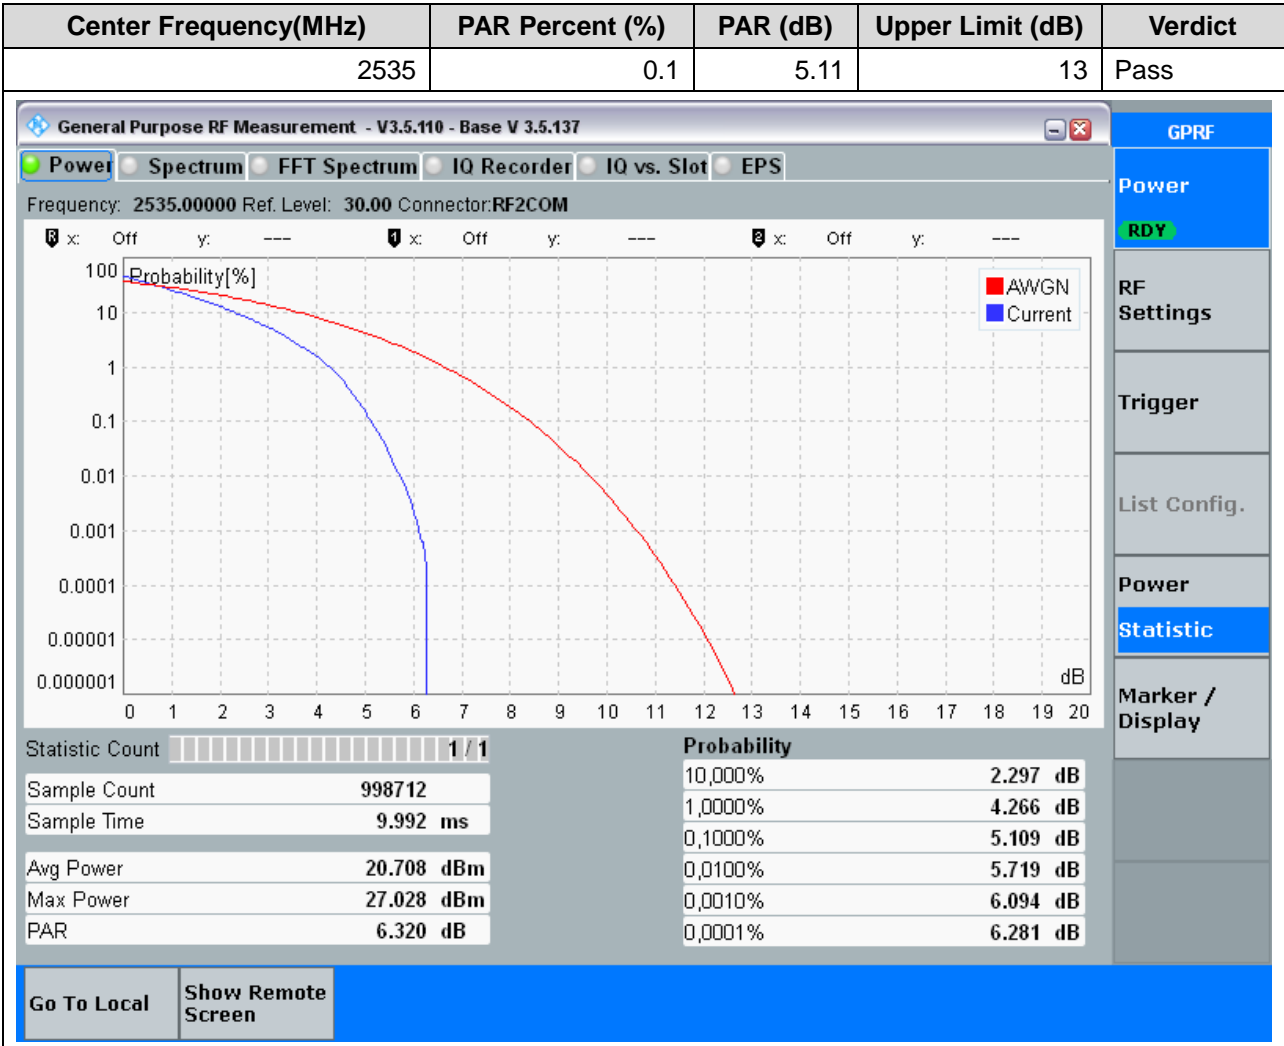 Center Frequency(MHz) PAR Percent (%) PAR (dB) Upper Limit (dB) Verdict
2535 0.1 5.11 13 Pass
General Purpose RF Measurement - V3.5.110 - Base V 3.5.137
GPRF
Power Spectrum FFT Spectrum IQ Recorder IQ vs. Slot EPS
Power
RDY
Frequency: 2535.00000 Ref. Level: 30.00 Connector:RF2COM
R x: Off y: --- 1 x: Off y: --- 2 x: Off y: ---
Probability[%]
AWGN
Current
100
10
1
0.1
0.01
0.001
0.0001
0.00001
0.000001
dB
0 1 2 3 4 5 6 7 8 9 10 11 12 13 14 15 16 17 18 19 20
RF
Settings
Trigger
List Config.
Power
Statistic
Marker /
Display
Statistic Count 1 / 1
Sample Count 998712
Sample Time 9.992 ms
Avg Power 20.708 dBm
Max Power 27.028 dBm
PAR 6.320 dB
Probability
10,000% 2.297 dB
1,0000% 4.266 dB
0,1000% 5.109 dB
0,0100% 5.719 dB
0,0010% 6.094 dB
0,0001% 6.281 dB
Go To Local
Show Remote
Screen